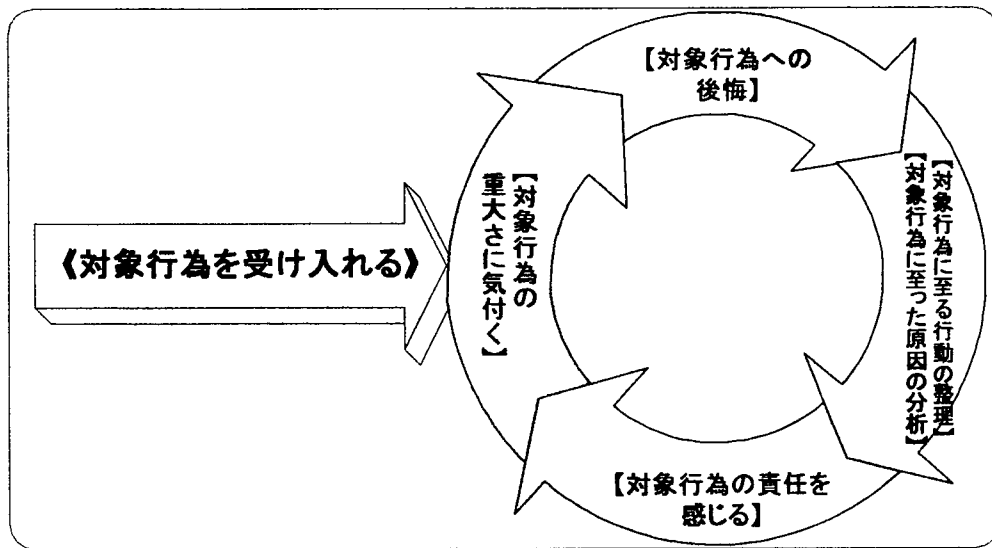 《対象行為を受け入れる》
【対象行為の
重大さに気付く】
【対象行為への
後悔】
【対象行為に至る行動の整理】
【対象行為に至った原因の分析】
【対象行為の責任を
感じる】